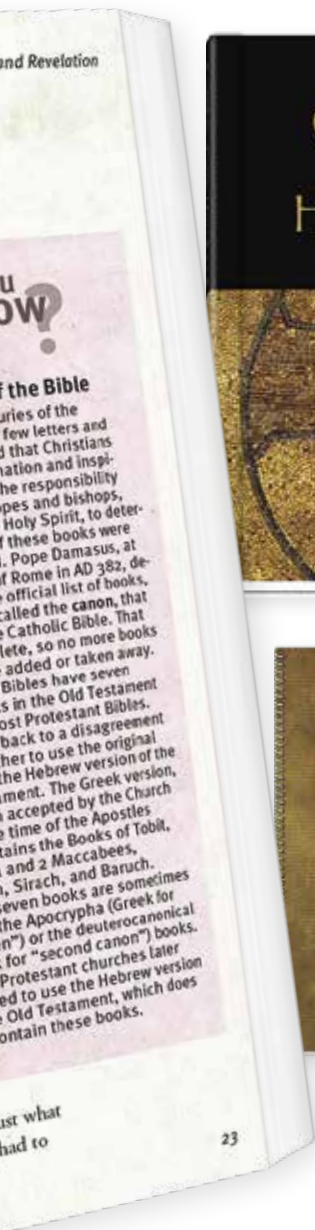 and Revelation
u
ow?
f the Bible
uries of the
few letters and
d that Christians
nation and inspi-
he responsibility
opes and bishops,
Holy Spirit, to deter-
f these books were
l. Pope Damasus, at
of Rome in AD 382, de-
e official list of books,
called the canon, that
e Catholic Bible. That
lete, so no more books
e added or taken away.
Bibles have seven
s in the Old Testament
ost Protestant Bibles.
back to a disagreement
ther to use the original
the Hebrew version of the
ament. The Greek version,
n accepted by the Church
e time of the Apostles
tains the Books of Tobit,
and 2 Maccabees,
n, Sirach, and Baruch.
seven books are sometimes
the Apocrypha (Greek for
en") or the deuterocanonical
k for "second canon") books.
Protestant churches later
ed to use the Hebrew version
e Old Testament, which does
ontain these books.
ust what
had to
23
H